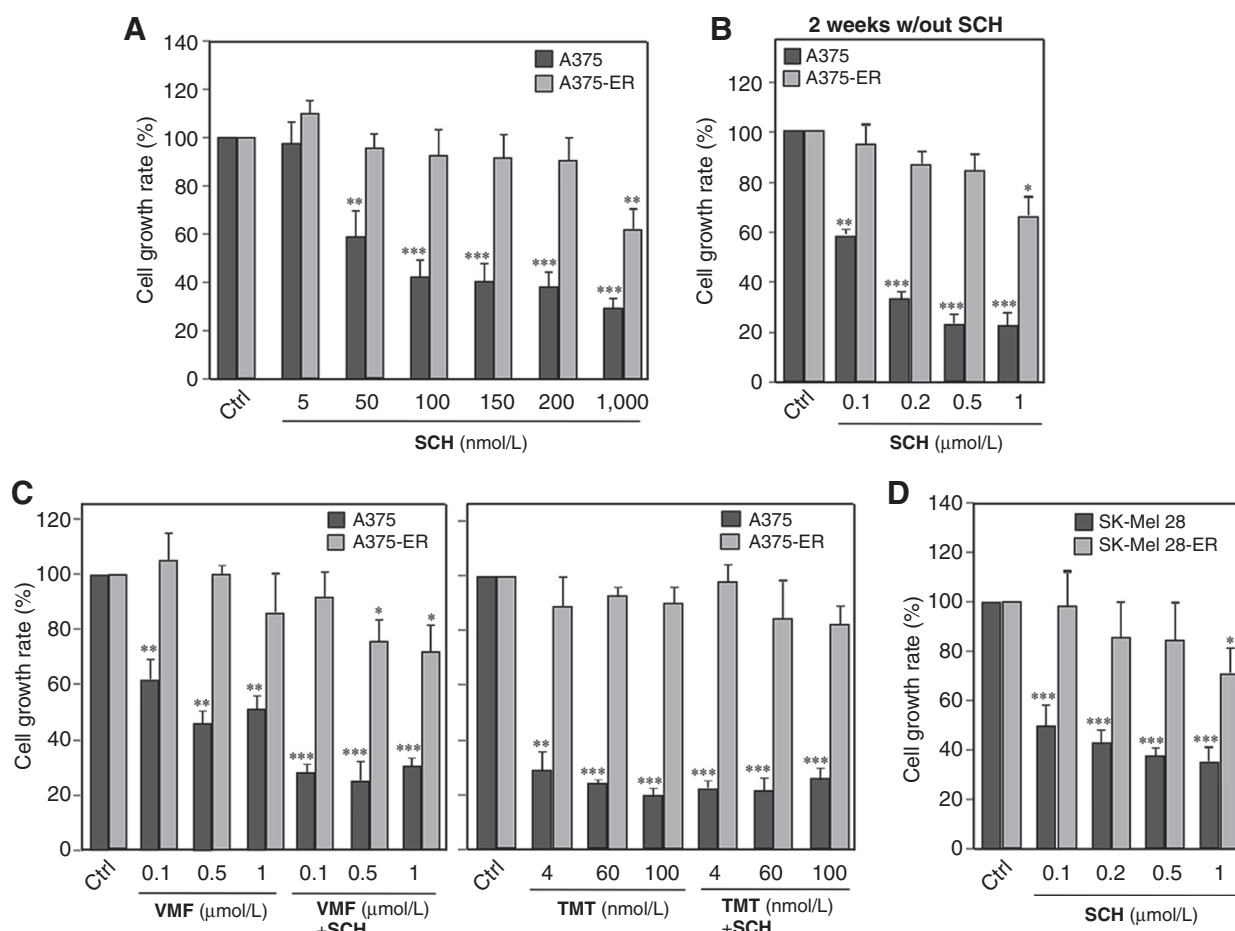 A
140
120
100
80
60
40
20
0
Cell growth rate (%)
A375
A375-ER
**
***
***
***
***
**
Ctrl
5 50 100 150 200 1,000
SCH (nmol/L)
B
2 weeks w/out SCH
120
100
80
60
40
20
0
Cell growth rate (%)
A375
A375-ER
**
***
***
***
*
Ctrl
0.1 0.2 0.5 1
SCH (μmol/L)
C
120
100
80
60
40
20
0
Cell growth rate (%)
A375
A375-ER
**
**
**
***
***
*
***
*
Ctrl
0.1 0.5 1 0.1 0.5 1
VMF (μmol/L) VMF (μmol/L)
+SCH
A375
A375-ER
**
***
***
***
***
***
Ctrl
4 60 100 4 60 100
TMT (nmol/L) TMT (nmol/L)
+SCH
D
140
120
100
80
60
40
20
0
Cell growth rate (%)
SK-Mel 28
SK-Mel 28-ER
***
***
***
***
*
Ctrl
0.1 0.2 0.5 1
SCH (μmol/L)